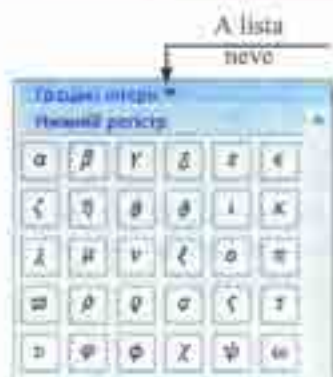 A lista
neve
Грецькі літери
Нижній регістр
α β γ δ ε ϵ
ζ η θ ϑ ι κ
λ μ ν ξ ο π
ϖ ρ ϱ σ ς τ
υ φ ϕ χ ψ ω